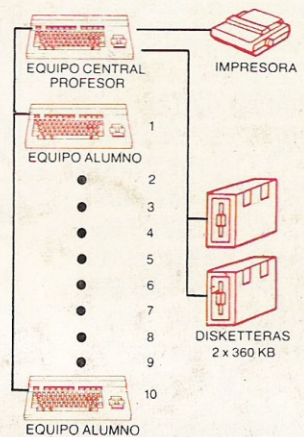 EQUIPO CENTRAL
PROFESOR
IMPRESORA
1
EQUIPO ALUMNO
2
3
4
5
6
7
8
9
DISKETTERAS
2 x 360 KB
10
EQUIPO ALUMNO